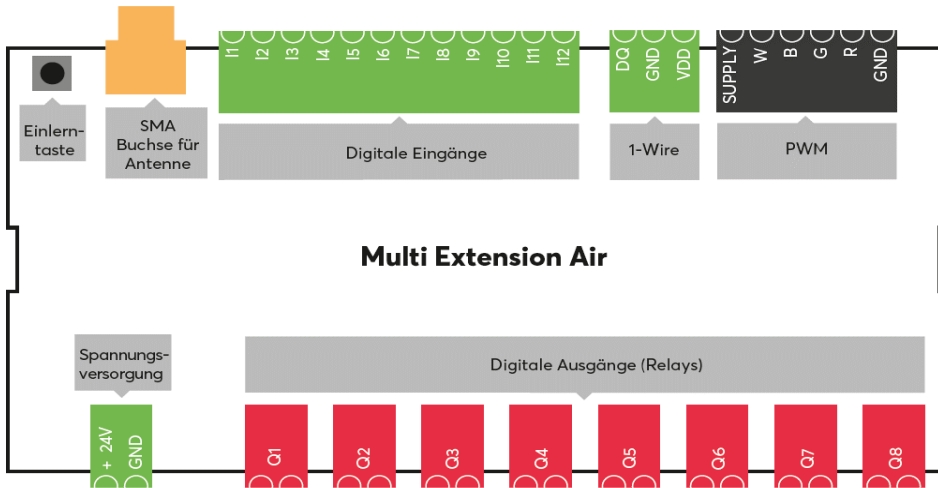 I1 I2 I3 I4 I5 I6 I7 I8 I9 I10 I11 I12
DQ GND VDD
SUPPLY W B G R GND
Einlern-
taste
SMA
Buchse für
Antenne
Digitale Eingänge
1-Wire
PWM
Multi Extension Air
Spannungs-
versorgung
Digitale Ausgänge (Relays)
+ 24V GND
Q1 Q2 Q3 Q4 Q5 Q6 Q7 Q8